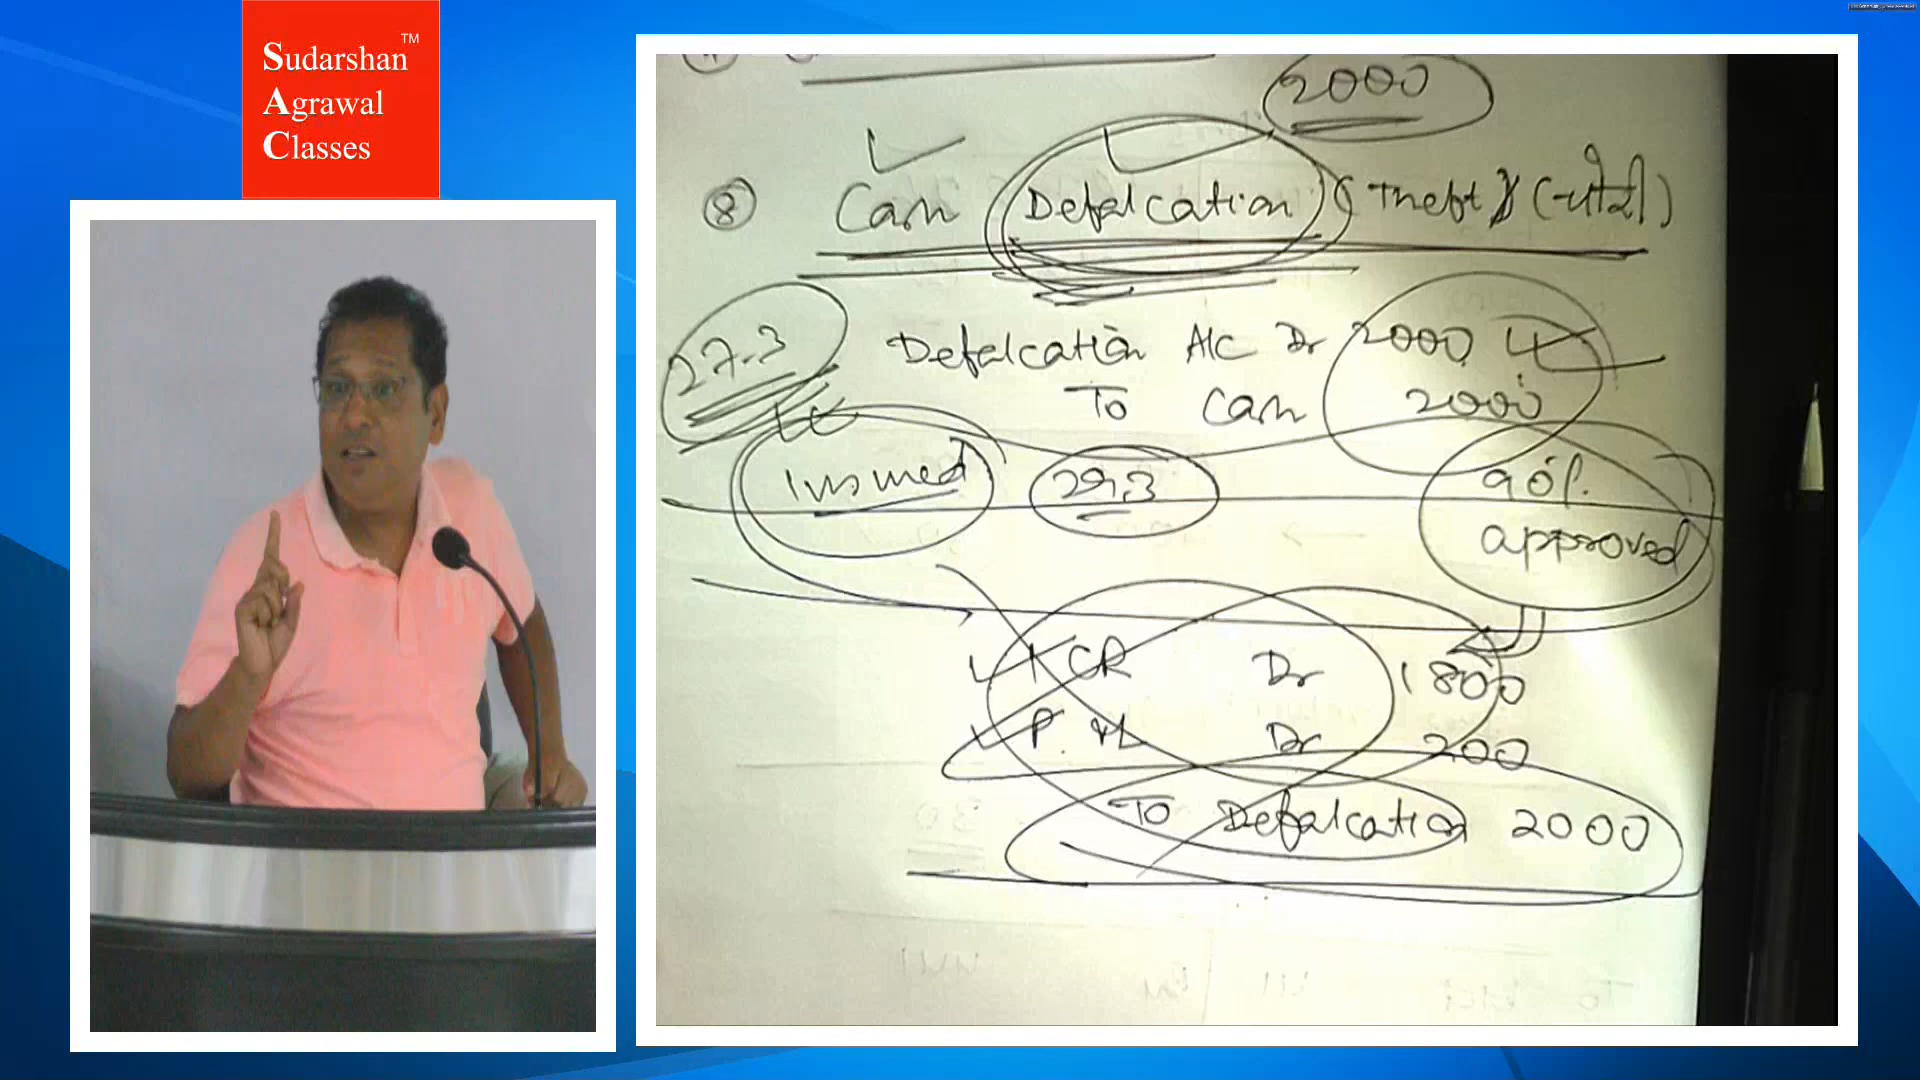 Sudarshan™
Agrawal
Classes
2000
⑧ Cash Defalcation (Theft) (चोरी)
27.3 Defalcation A/C Dr 2000
To Cash 2000
Insured 29.3 90%
approved
Dr 1800
P. &L Dr 200
To Defalcation 2000